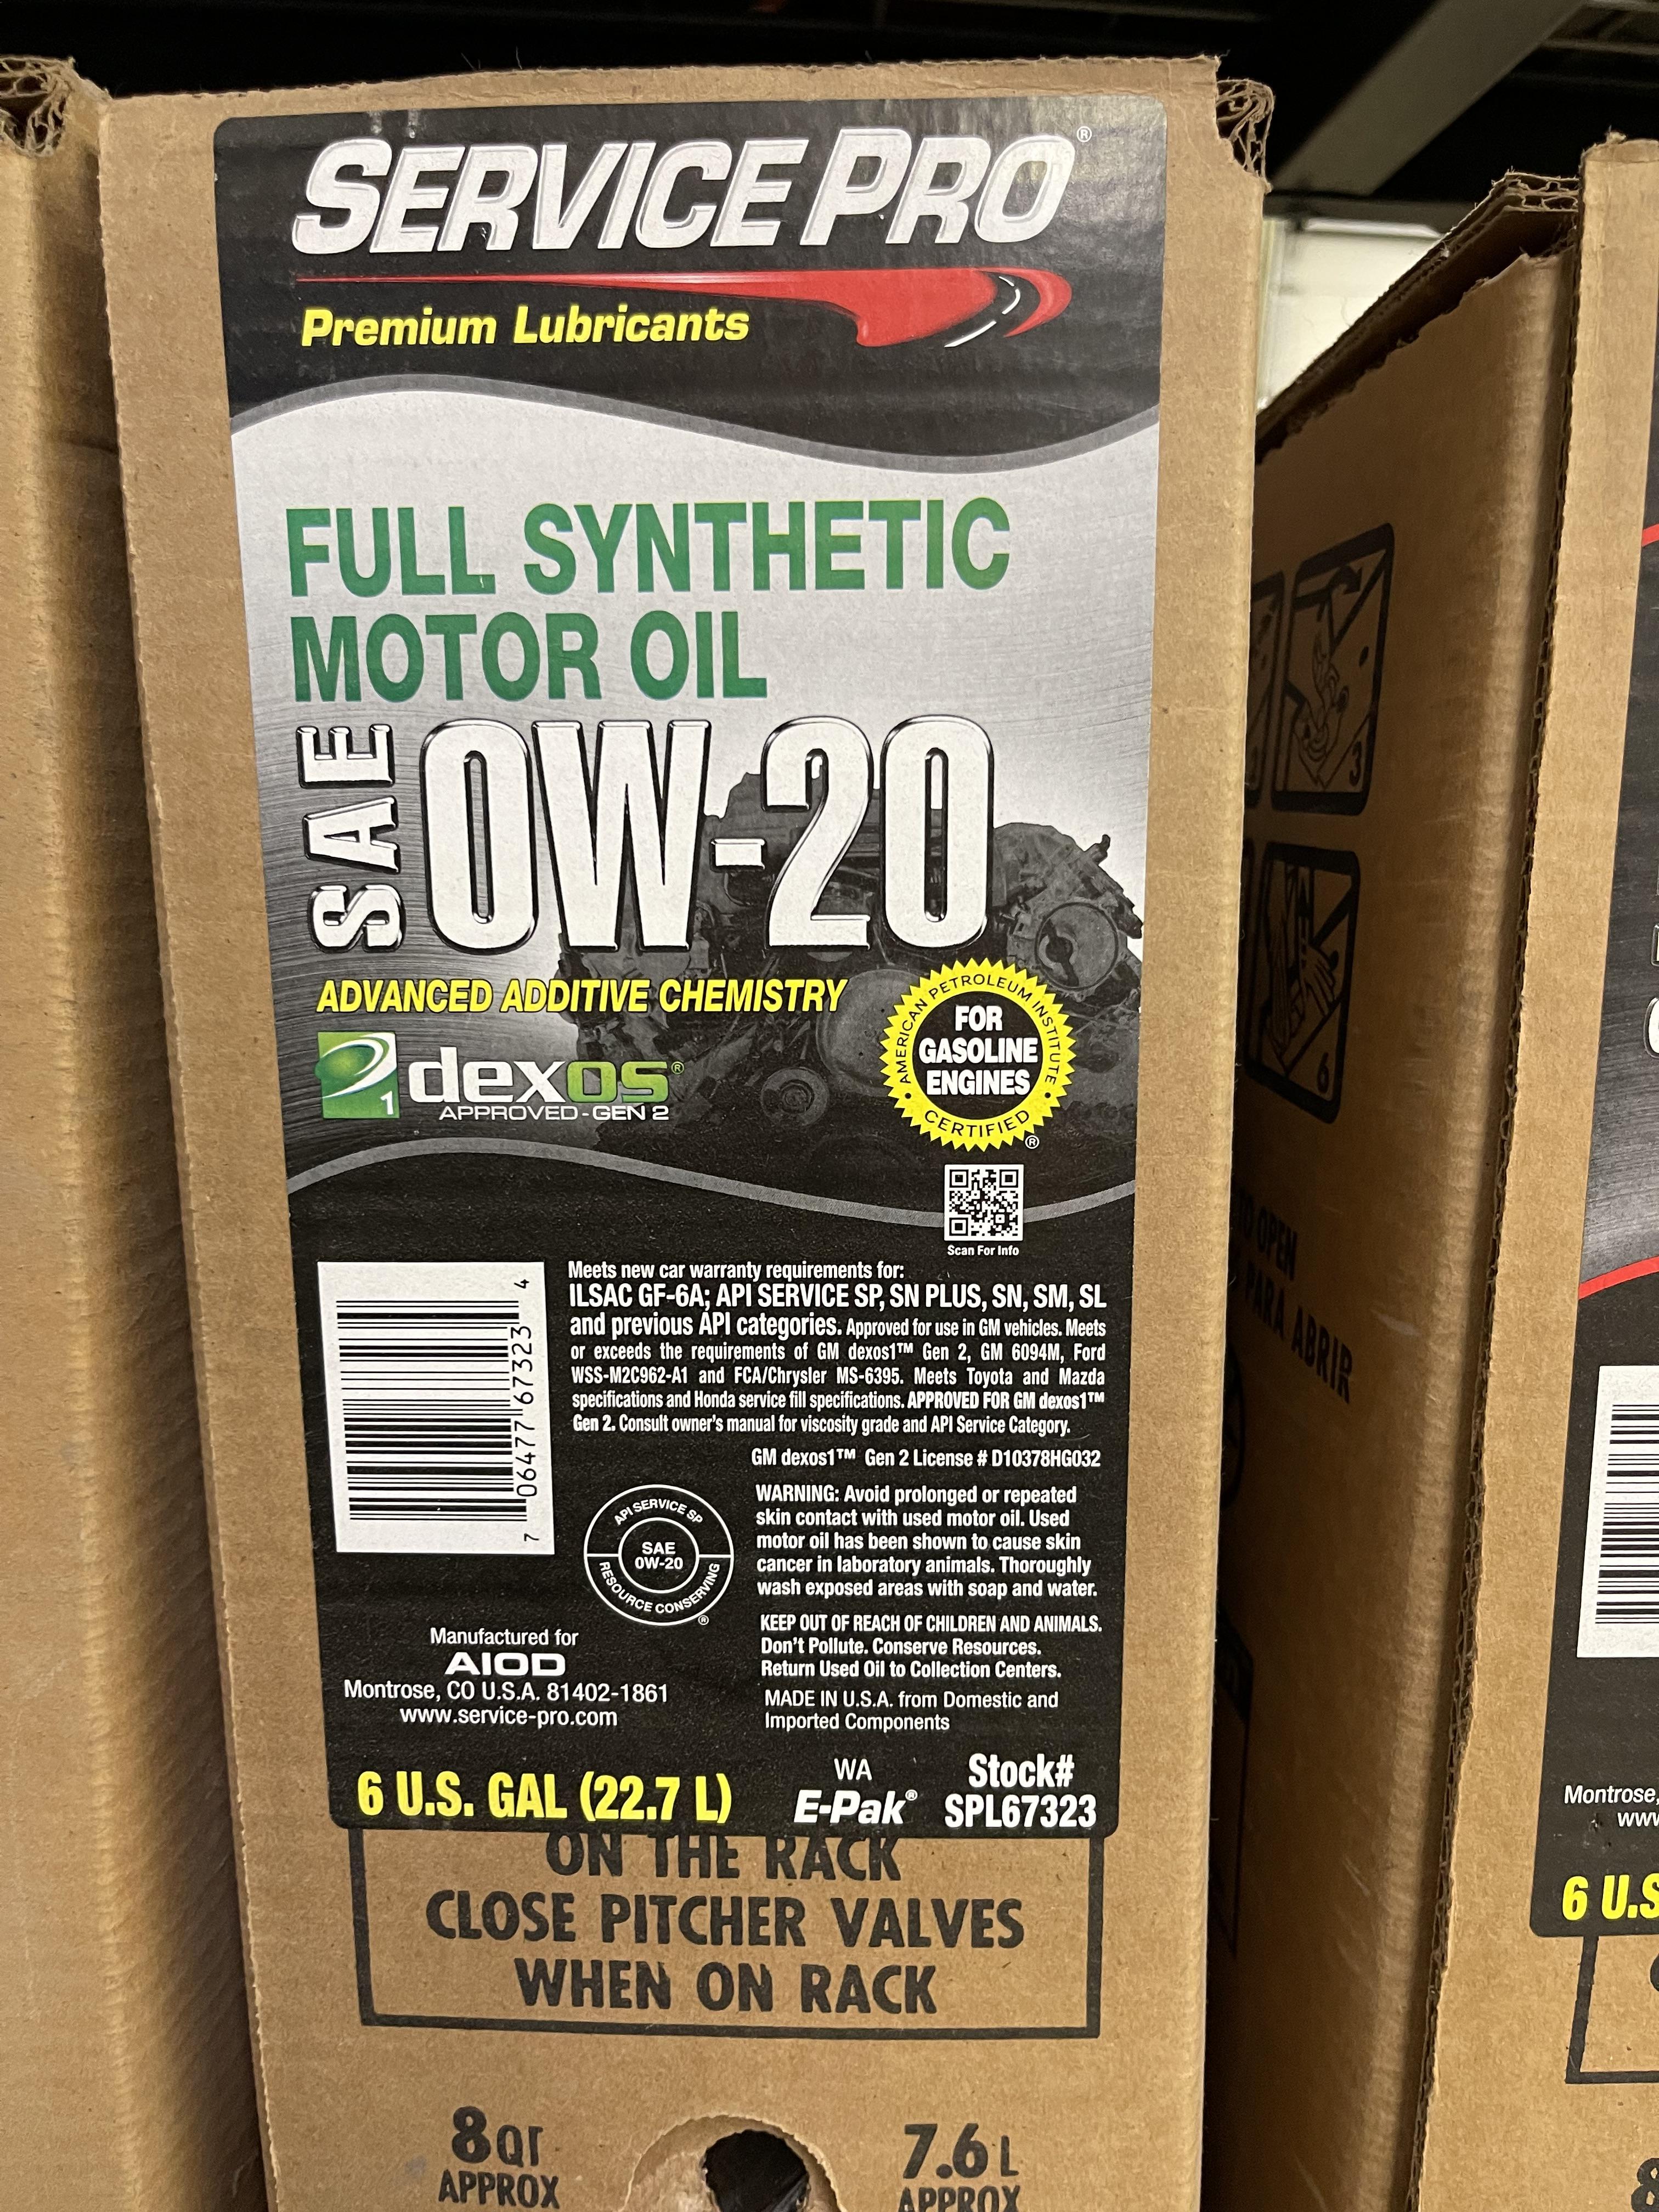 SERVICE PRO®
Premium Lubricants
FULL SYNTHETIC
MOTOR OIL
SAE 0W-20
ADVANCED ADDITIVE CHEMISTRY
1 dexos®
APPROVED-GEN 2
AMERICAN PETROLEUM INSTITUTE
FOR
GASOLINE
ENGINES
CERTIFIED
®
Scan For Info
Meets new car warranty requirements for:
ILSAC GF-6A; API SERVICE SP, SN PLUS, SN, SM, SL
and previous API categories. Approved for use in GM vehicles. Meets
or exceeds the requirements of GM dexos1™ Gen 2, GM 6094M, Ford
WSS-M2C962-A1 and FCA/Chrysler MS-6395. Meets Toyota and Mazda
specifications and Honda service fill specifications. APPROVED FOR GM dexos1™
Gen 2. Consult owner's manual for viscosity grade and API Service Category.
GM dexos1™ Gen 2 License # D10378HG032
7 06477 67323 4
API SERVICE SP
SAE
0W-20
RESOURCE CONSERVING
®
WARNING: Avoid prolonged or repeated
skin contact with used motor oil. Used
motor oil has been shown to cause skin
cancer in laboratory animals. Thoroughly
wash exposed areas with soap and water.
KEEP OUT OF REACH OF CHILDREN AND ANIMALS.
Don't Pollute. Conserve Resources.
Return Used Oil to Collection Centers.
MADE IN U.S.A. from Domestic and
Imported Components
Manufactured for
AIOD
Montrose, CO U.S.A. 81402-1861
www.service-pro.com
6 U.S. GAL (22.7 L)
WA
E-Pak®
Stock#
SPL67323
ON THE RACK
CLOSE PITCHER VALVES
WHEN ON RACK
8 QT
APPROX
7.6 L
APPROX
3
6
TO OPEN
PARA ABRIR
Montrose,
www
6 U.S